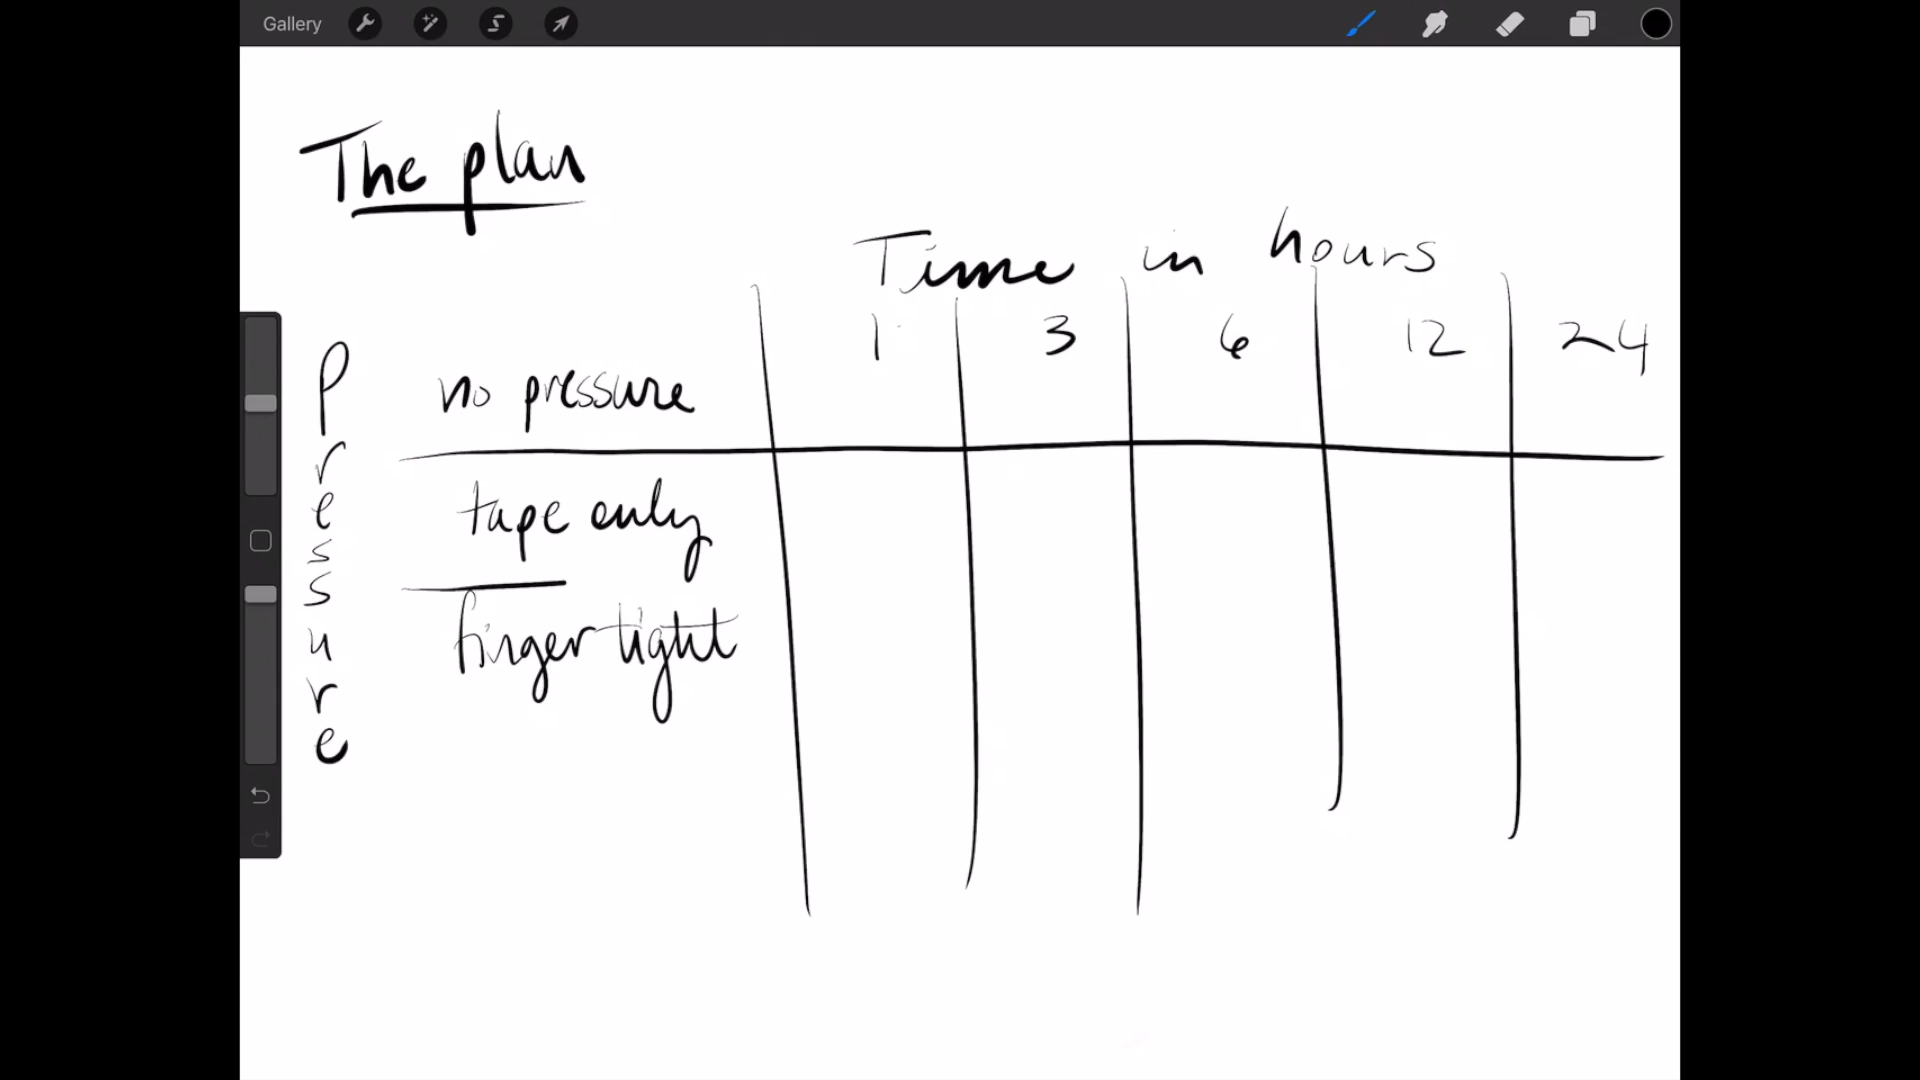 Gallery
The plan
Time in hours
1 3 6 12 24
Pressure
no pressure
tape only
finger tight